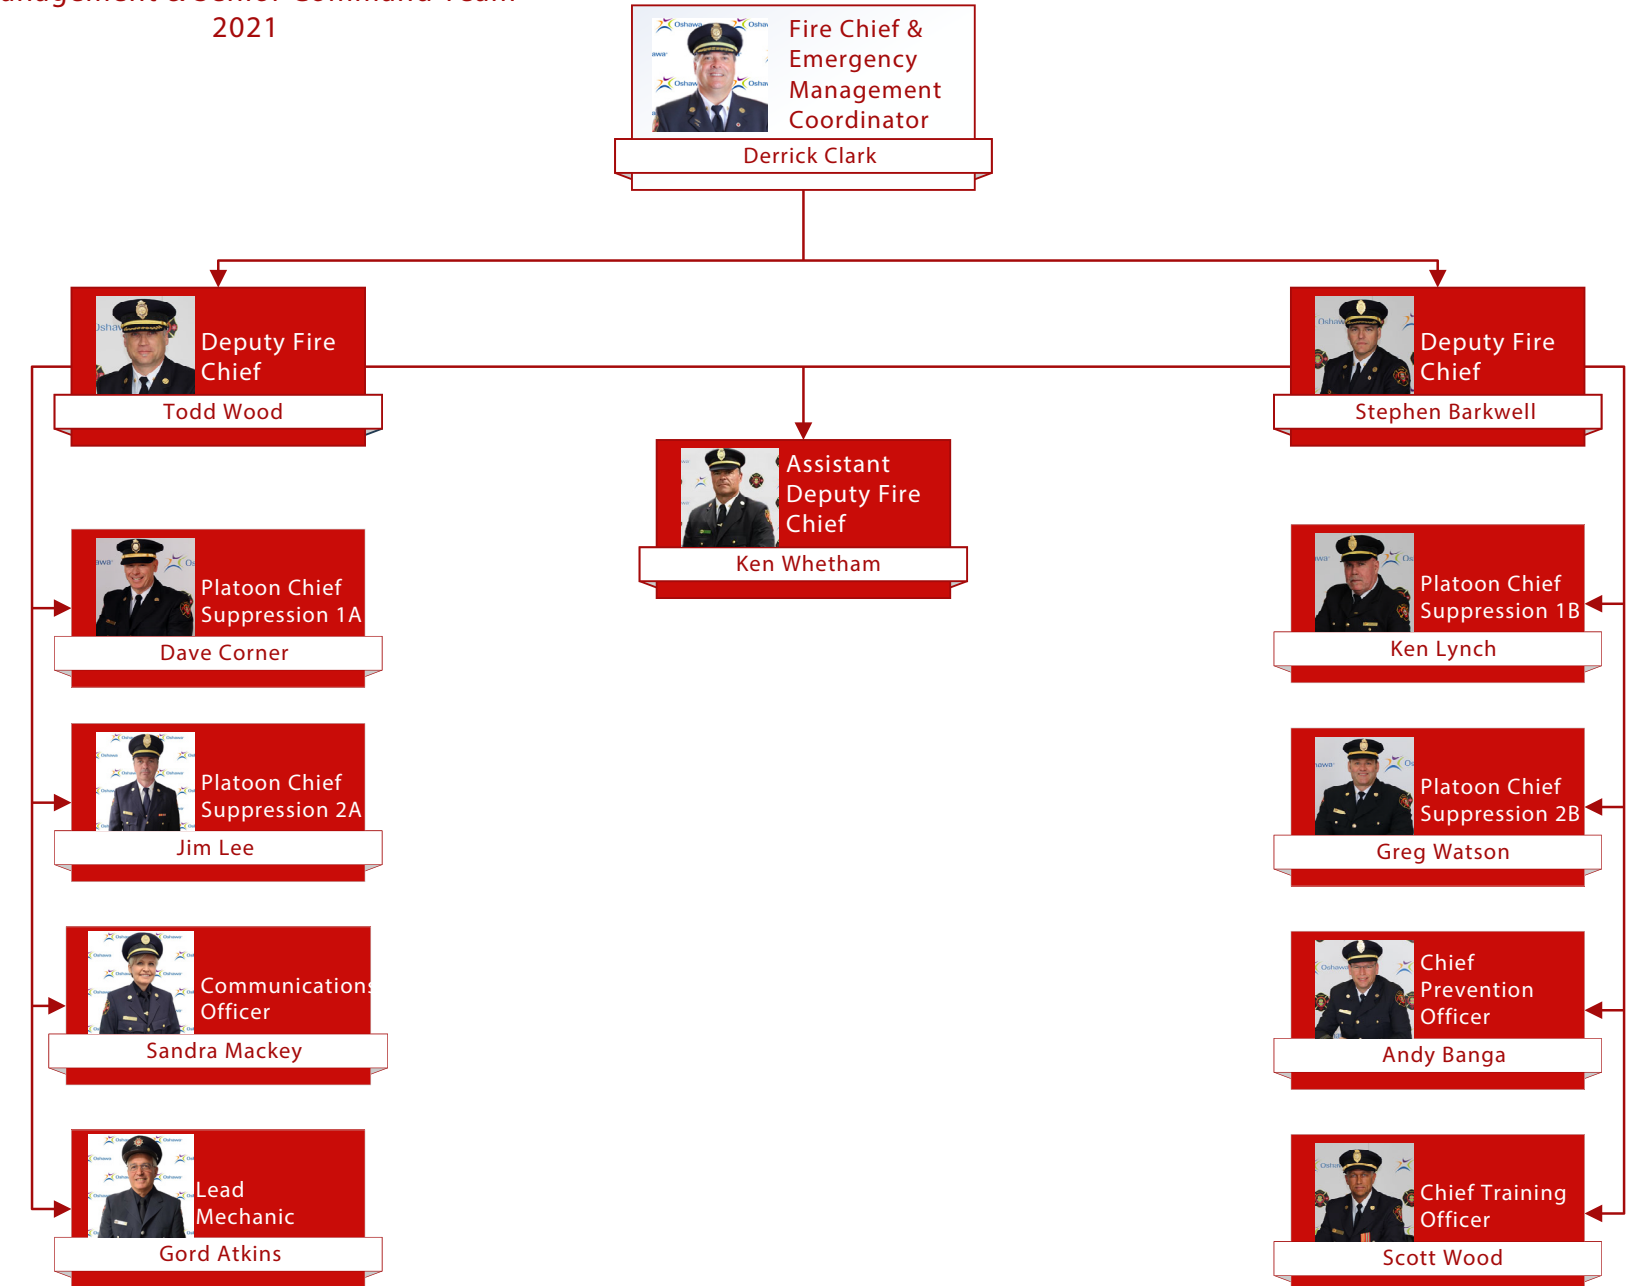 2021
Fire Chief &
Emergency
Management
Coordinator
Derrick Clark
Deputy Fire
Chief
Todd Wood
Deputy Fire
Chief
Stephen Barkwell
Assistant
Deputy Fire
Chief
Ken Whetham
Platoon Chief
Suppression 1A
Dave Corner
Platoon Chief
Suppression 1B
Ken Lynch
Platoon Chief
Suppression 2A
Jim Lee
Platoon Chief
Suppression 2B
Greg Watson
Communications
Officer
Sandra Mackey
Chief
Prevention
Officer
Andy Banga
Lead
Mechanic
Gord Atkins
Chief Training
Officer
Scott Wood